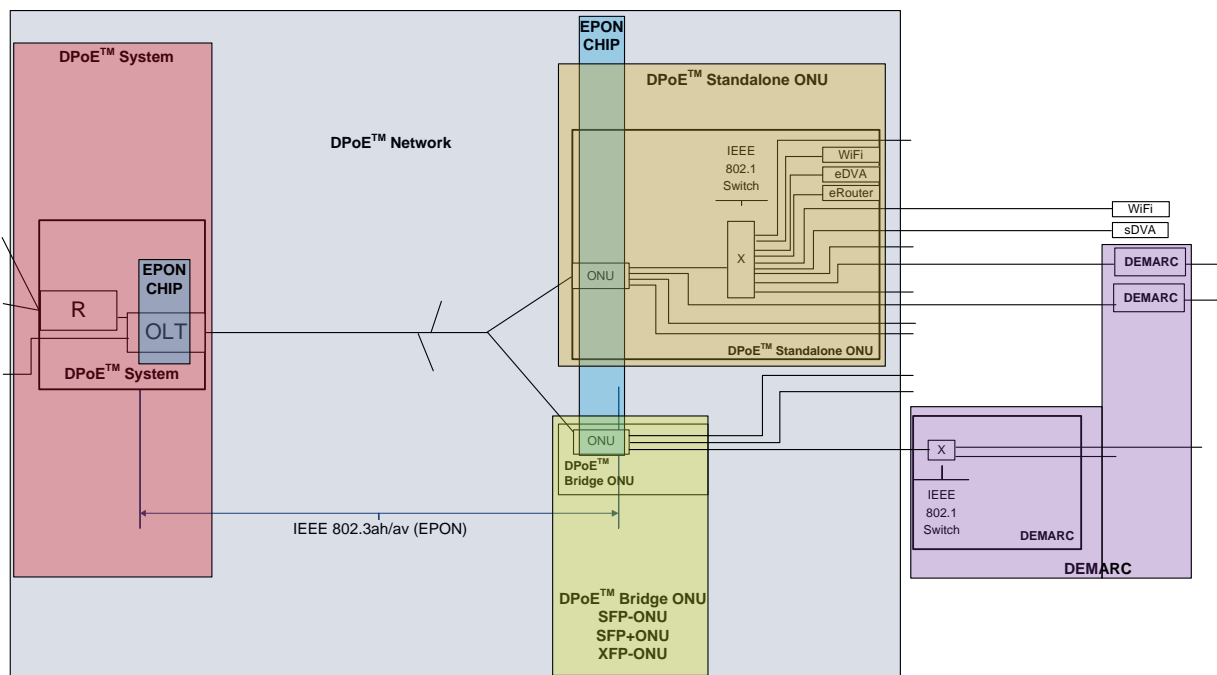 DPoE™ System
EPON
CHIP
R
OLT
DPoE™ System
DPoE™ Network
IEEE 802.3ah/av (EPON)
EPON
CHIP
DPoE™ Standalone ONU
IEEE
802.1
Switch
WiFi
eDVA
eRouter
X
ONU
DPoE™ Standalone ONU
ONU
DPoE™
Bridge ONU
DPoE™ Bridge ONU
SFP-ONU
SFP+ONU
XFP-ONU
WiFi
sDVA
DEMARC
DEMARC
X
IEEE
802.1
Switch
DEMARC
DEMARC